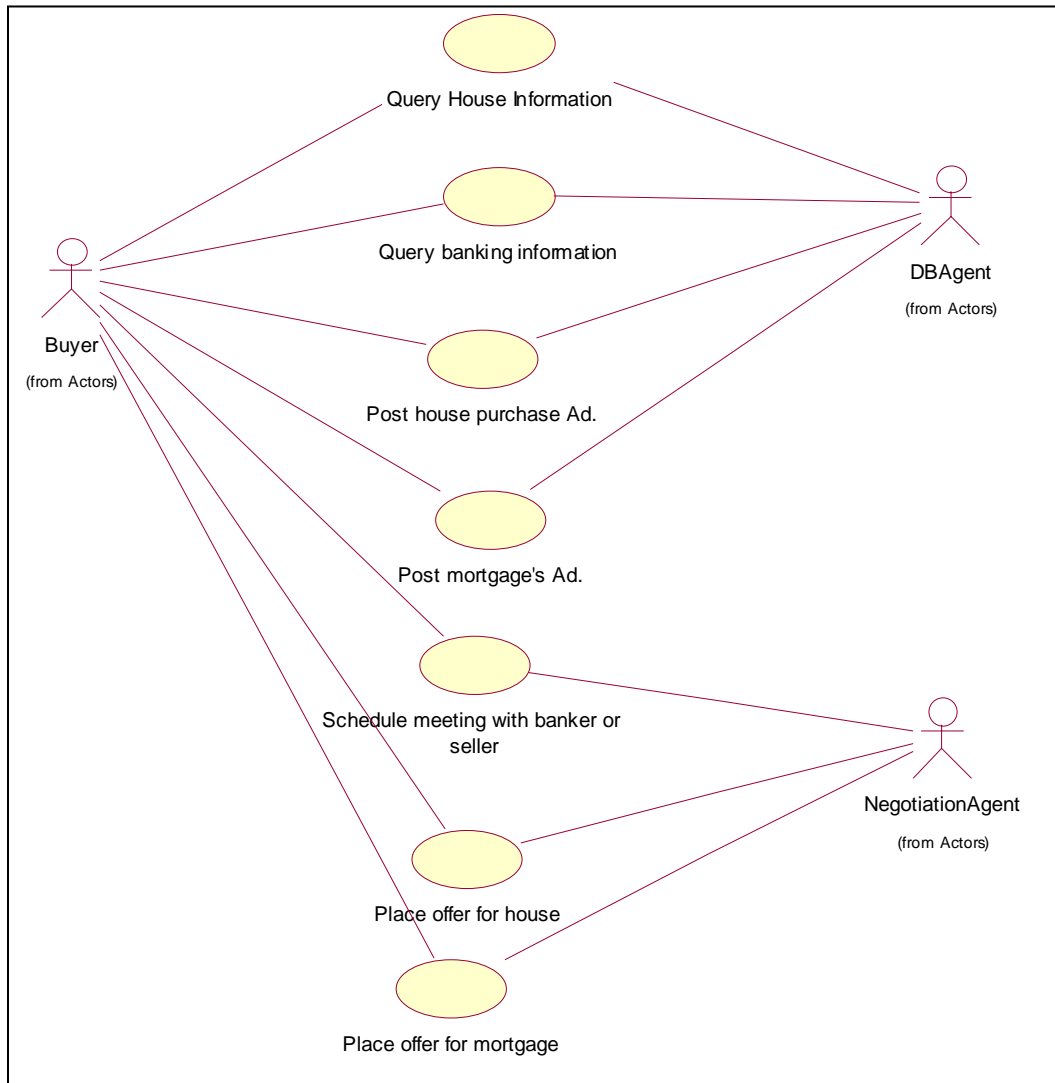 Query House Information
Query banking information
DBAgent
(from Actors)
Buyer
(from Actors)
Post house purchase Ad.
Post mortgage's Ad.
Schedule meeting with banker or
seller
NegotiationAgent
(from Actors)
Place offer for house
Place offer for mortgage